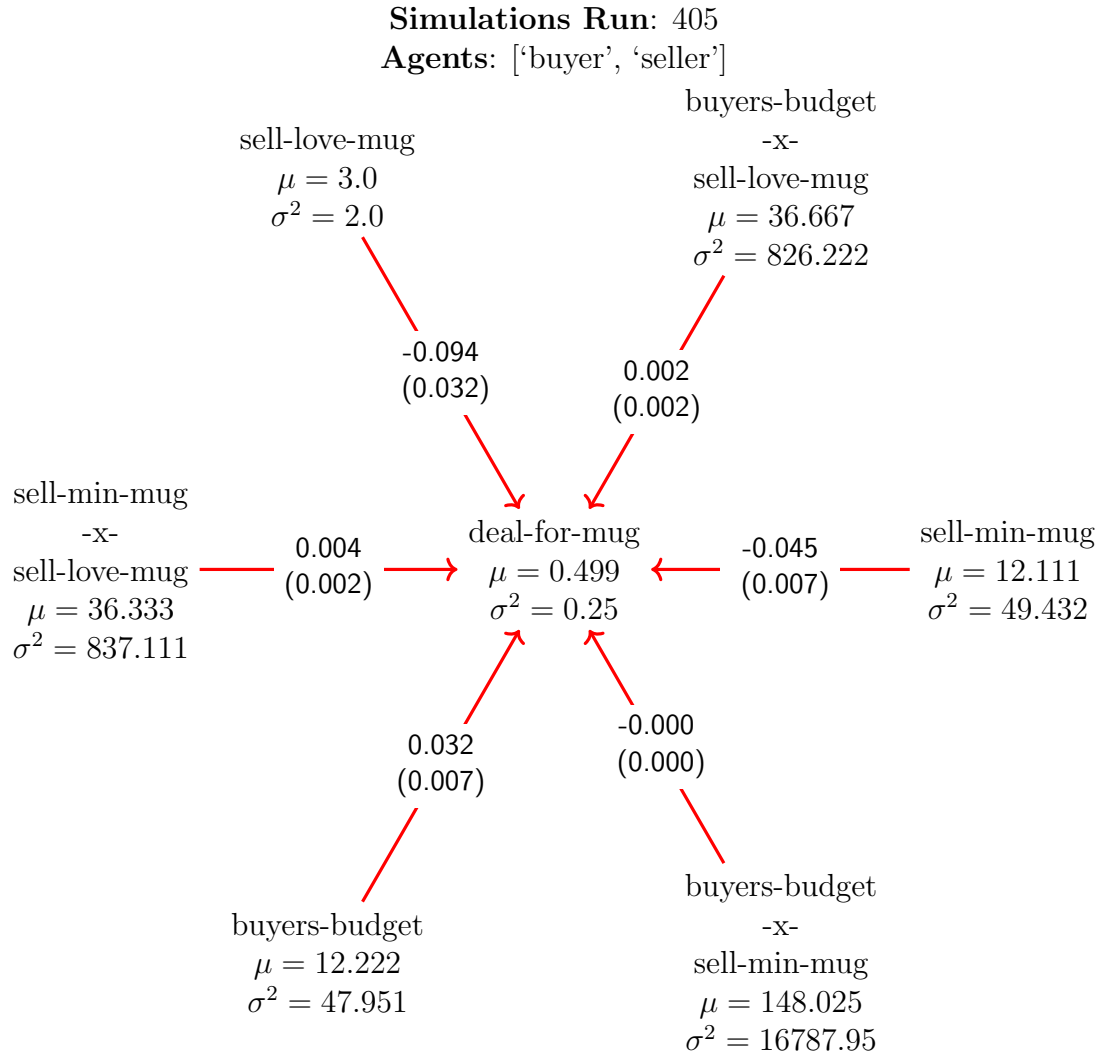 Simulations Run: 405
Agents: [‘buyer’, ‘seller’]
buyers-budget
-x-
sell-love-mug
μ = 36.667
σ² = 826.222
sell-love-mug
μ = 3.0
σ² = 2.0
-0.094
(0.032)
0.002
(0.002)
sell-min-mug
-x-
sell-love-mug
μ = 36.333
σ² = 837.111
0.004
(0.002)
deal-for-mug
μ = 0.499
σ² = 0.25
-0.045
(0.007)
sell-min-mug
μ = 12.111
σ² = 49.432
0.032
(0.007)
-0.000
(0.000)
buyers-budget
μ = 12.222
σ² = 47.951
buyers-budget
-x-
sell-min-mug
μ = 148.025
σ² = 16787.95